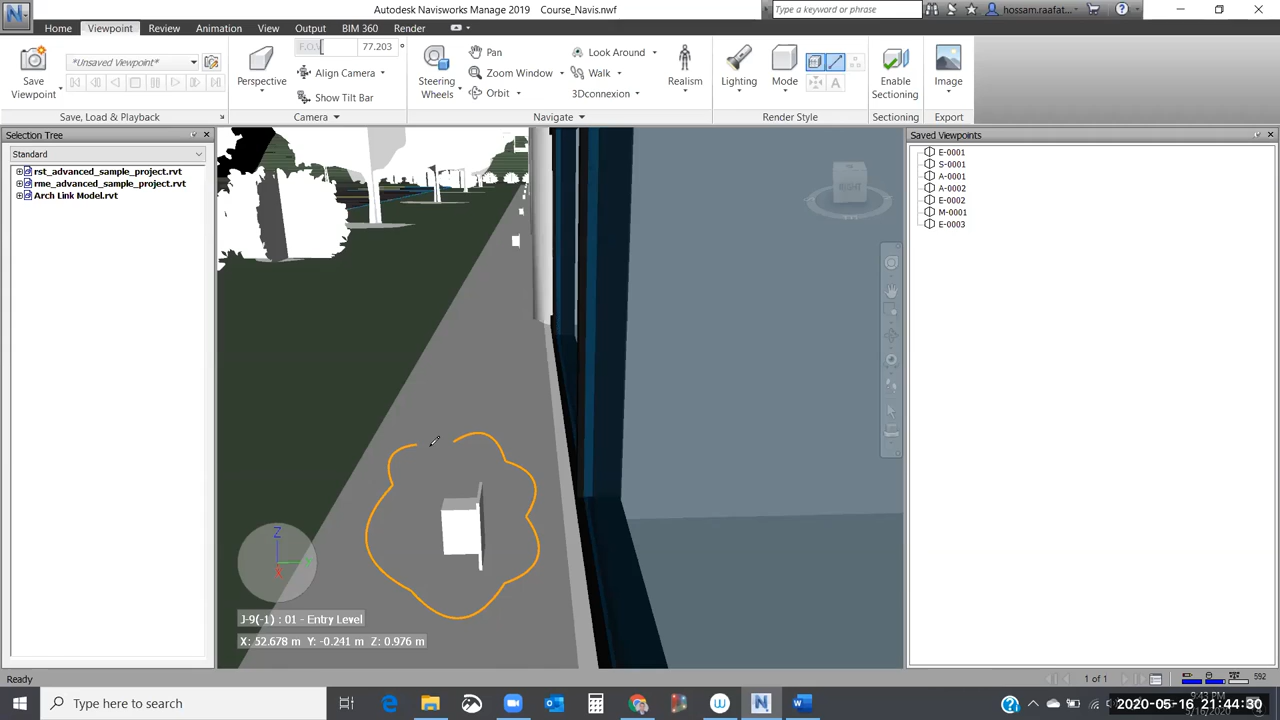 N
Autodesk Navisworks Manage 2019 Course_Navis.nwf
Type a keyword or phrase
hossam.raafat...
Home Viewpoint Review Animation View Output BIM 360 Render
Save Viewpoint
*Unsaved Viewpoint*
Save, Load & Playback
Perspective
F.O.V.
77.203 °
Align Camera
Show Tilt Bar
Camera
Steering Wheels
Pan
Zoom Window
Orbit
Look Around
Walk
3Dconnexion
Realism
Navigate
Lighting
Mode
A
Render Style
Enable Sectioning
Sectioning
Image
Export
Selection Tree
Standard
rst_advanced_sample_project.rvt
rme_advanced_sample_project.rvt
Arch Link Model.rvt
RIGHT
Z
X
J-9(-1) : 01 - Entry Level
X: 52.678 m Y: -0.241 m Z: 0.976 m
Saved Viewpoints
E-0001
S-0001
A-0001
A-0002
E-0002
M-0001
E-0003
Ready
1 of 1
592
Type here to search
9:43 PM
2020-05-16 21:44:30